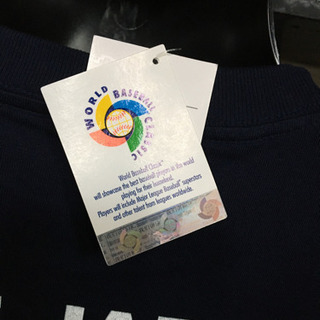 WORLD BASEBALL CLASSIC
World Baseball Classic™
will showcase the best baseball players in the world
playing for their homeland.
Players will include Major League Baseball® superstars
and other talent from leagues worldwide.